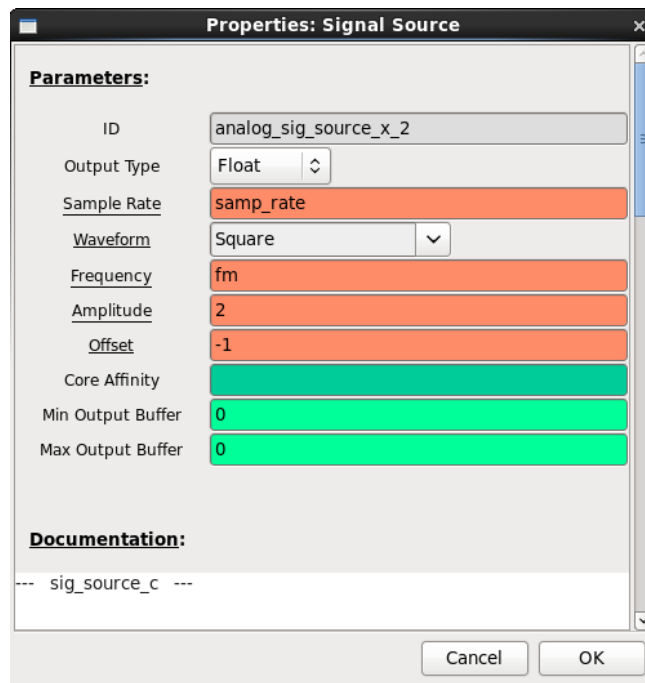 Properties: Signal Source
Parameters:
ID analog_sig_source_x_2
Output Type Float
Sample Rate samp_rate
Waveform Square
Frequency fm
Amplitude 2
Offset -1
Core Affinity
Min Output Buffer 0
Max Output Buffer 0
Documentation:
--- sig_source_c ---
Cancel OK